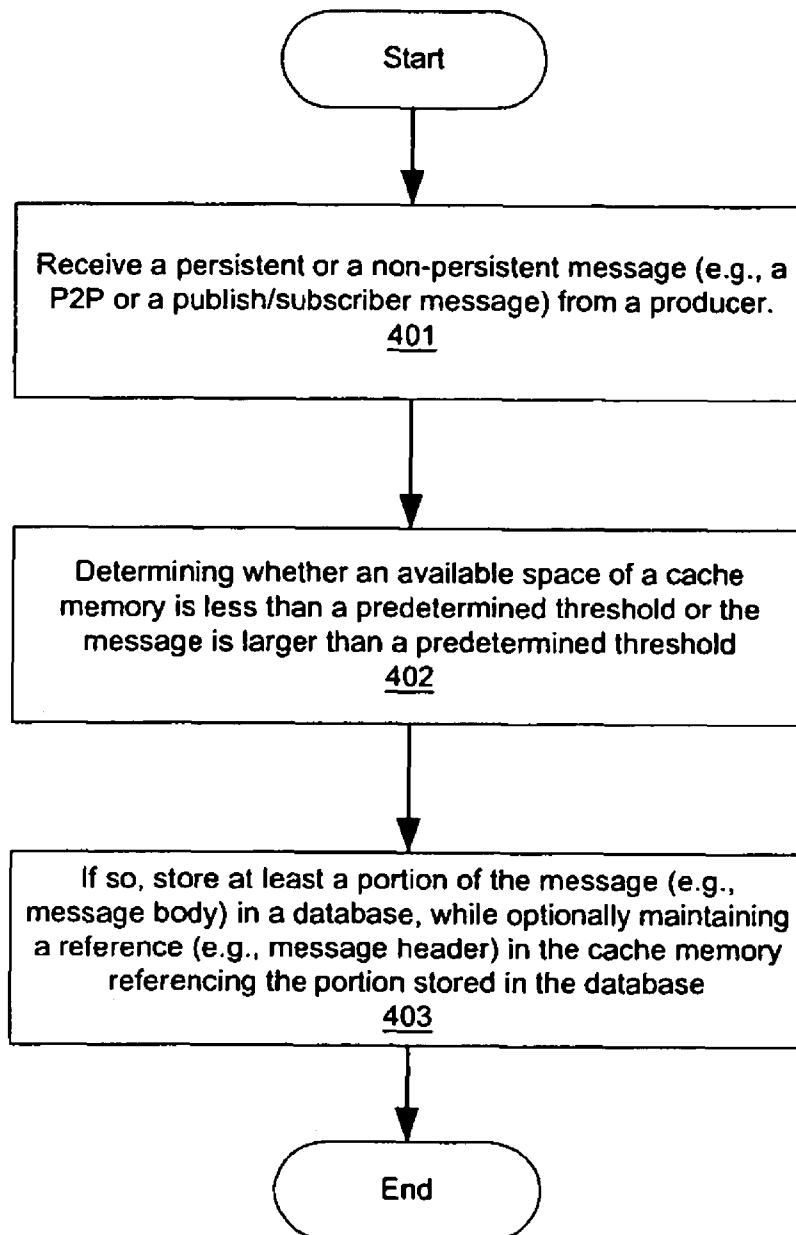 Start
Receive a persistent or a non-persistent message (e.g., a
P2P or a publish/subscriber message) from a producer.
401
Determining whether an available space of a cache
memory is less than a predetermined threshold or the
message is larger than a predetermined threshold
402
If so, store at least a portion of the message (e.g.,
message body) in a database, while optionally maintaining
a reference (e.g., message header) in the cache memory
referencing the portion stored in the database
403
End